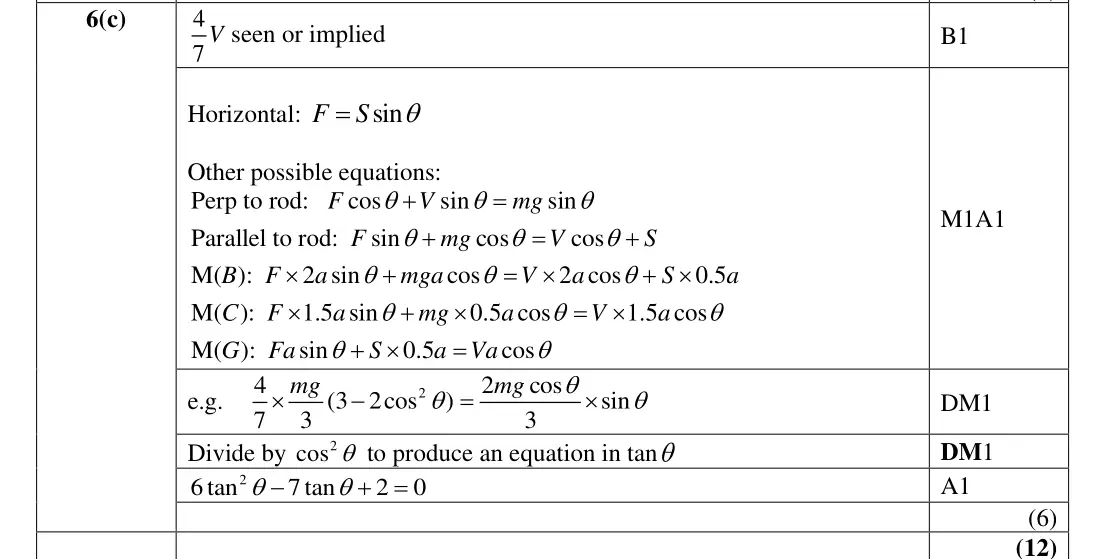 6(c)
4/7 V seen or implied
B1
Horizontal: F = S sin θ
Other possible equations:
Perp to rod: F cos θ + V sin θ = mg sin θ
Parallel to rod: F sin θ + mg cos θ = V cos θ + S
M(B): F × 2a sin θ + mga cos θ = V × 2a cos θ + S × 0.5a
M(C): F × 1.5a sin θ + mg × 0.5a cos θ = V × 1.5a cos θ
M(G): Fa sin θ + S × 0.5a = Va cos θ
M1A1
e.g. 4/7 × mg/3 (3 − 2cos² θ) = 2mg cos θ/3 × sin θ
DM1
Divide by cos² θ to produce an equation in tan θ
DM1
6 tan² θ − 7 tan θ + 2 = 0
A1
(6)
(12)